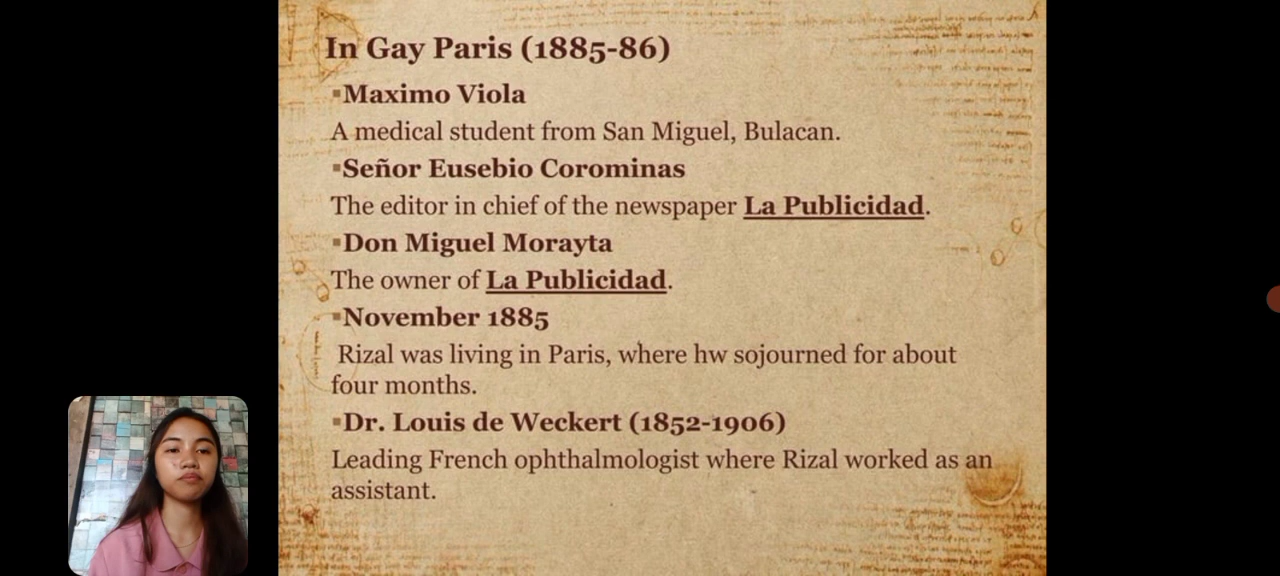 In Gay Paris (1885-86)
▪Maximo Viola
A medical student from San Miguel, Bulacan.
▪Señor Eusebio Corominas
The editor in chief of the newspaper La Publicidad.
▪Don Miguel Morayta
The owner of La Publicidad.
▪November 1885
Rizal was living in Paris, where hw sojourned for about
four months.
▪Dr. Louis de Weckert (1852-1906)
Leading French ophthalmologist where Rizal worked as an
assistant.